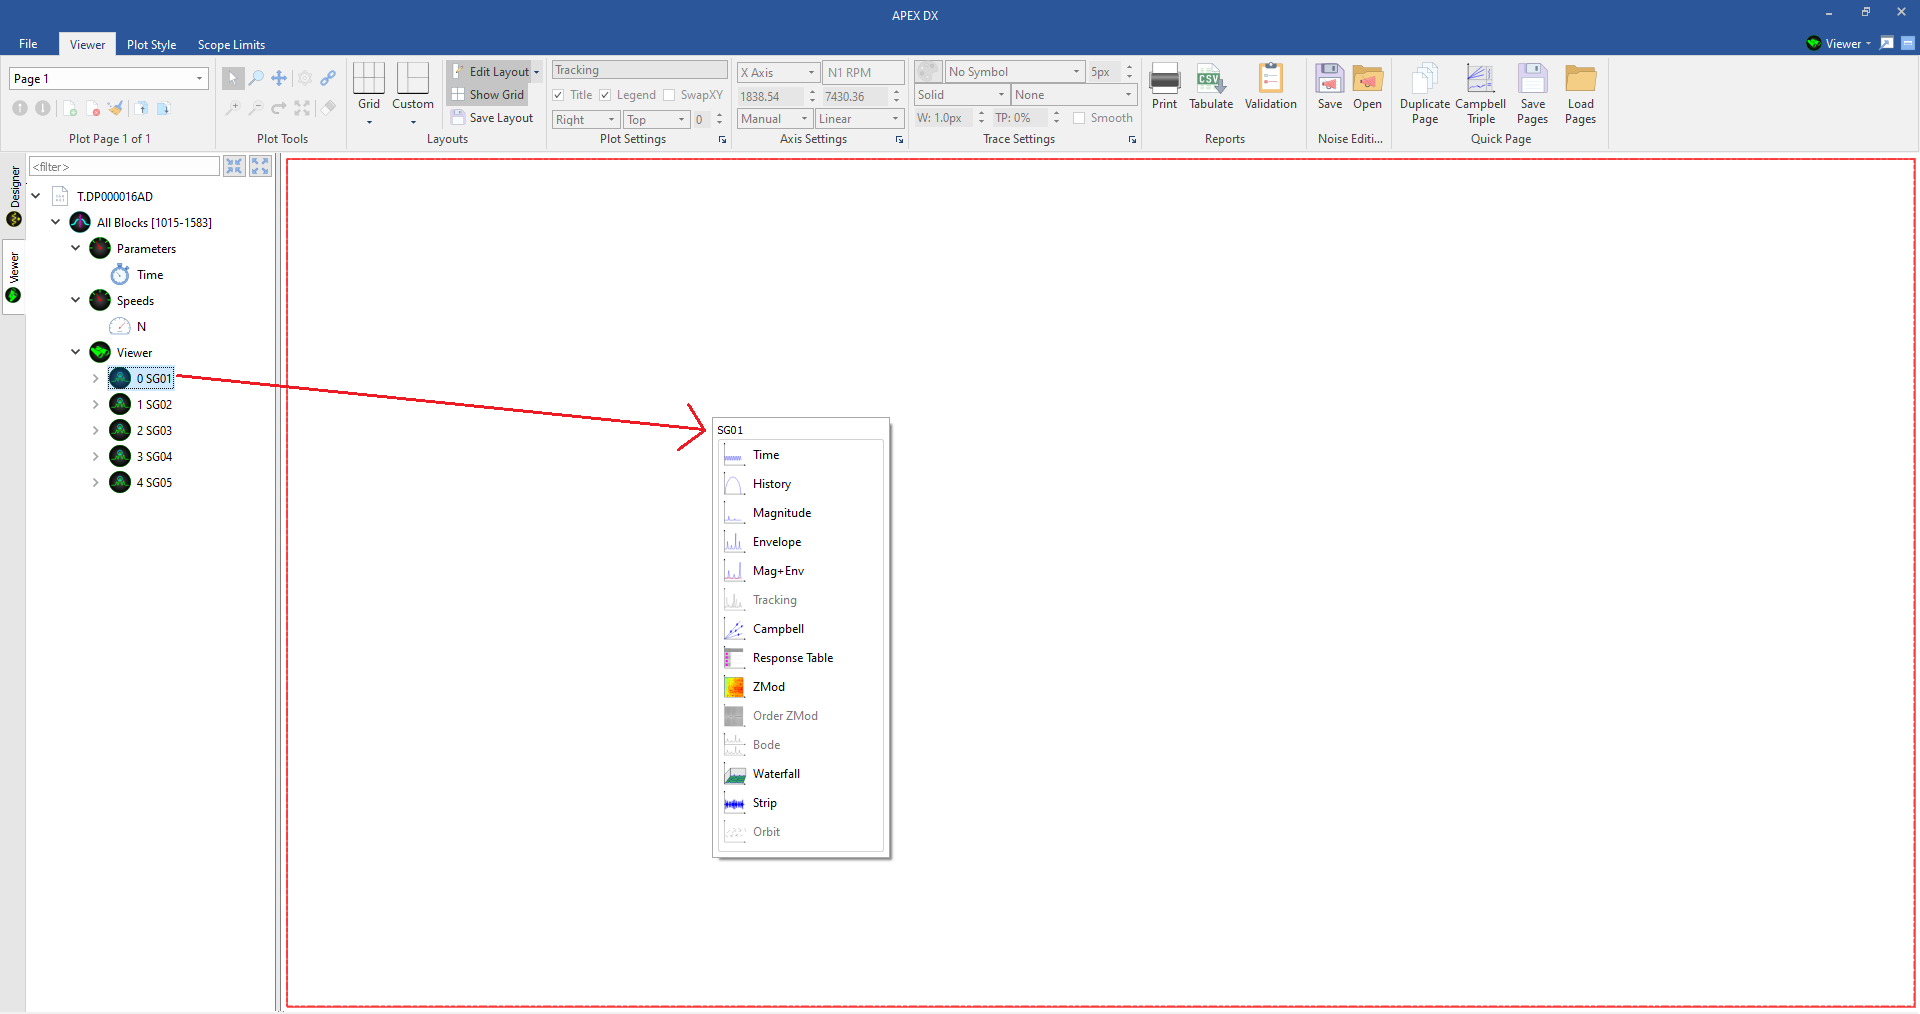 APEX DX
File Viewer Plot Style Scope Limits Viewer
Page 1
Plot Page 1 of 1
Plot Tools
Grid
Custom
Edit Layout
Show Grid
Save Layout
Layouts
Tracking
Title Legend SwapXY
Right Top 0
Plot Settings
X Axis N1 RPM
1838.54 7430.36
Manual Linear
Axis Settings
No Symbol 5px
Solid None
W: 1.0px TP: 0% Smooth
Trace Settings
Print
CSV
Tabulate
Validation
Reports
Save
Open
Noise Editi...
Duplicate
Page
Campbell
Triple
Save
Pages
Load
Pages
Quick Page
Designer
Viewer
<filter>
T.DP000016AD
All Blocks [1015-1583]
Parameters
Time
Speeds
N
Viewer
0 SG01
1 SG02
2 SG03
3 SG04
4 SG05
SG01
Time
History
Magnitude
Envelope
Mag+Env
Tracking
Campbell
Response Table
ZMod
Order ZMod
Bode
Waterfall
Strip
Orbit